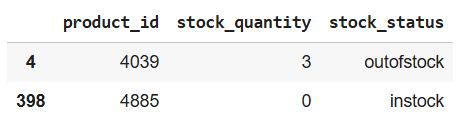 product_id stock_quantity stock_status
4 4039 3 outofstock
398 4885 0 instock